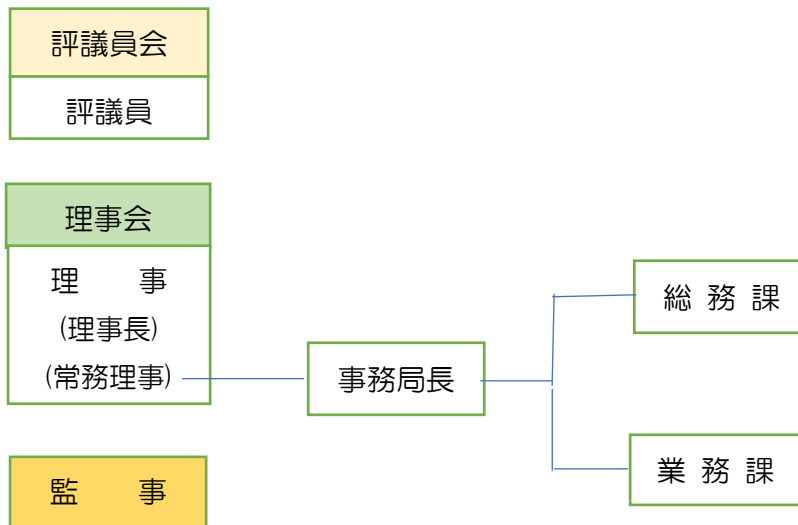 評議員会
評議員
理事会
理　　事
(理事長)
(常務理事)
事務局長
総 務 課
業 務 課
監　　事